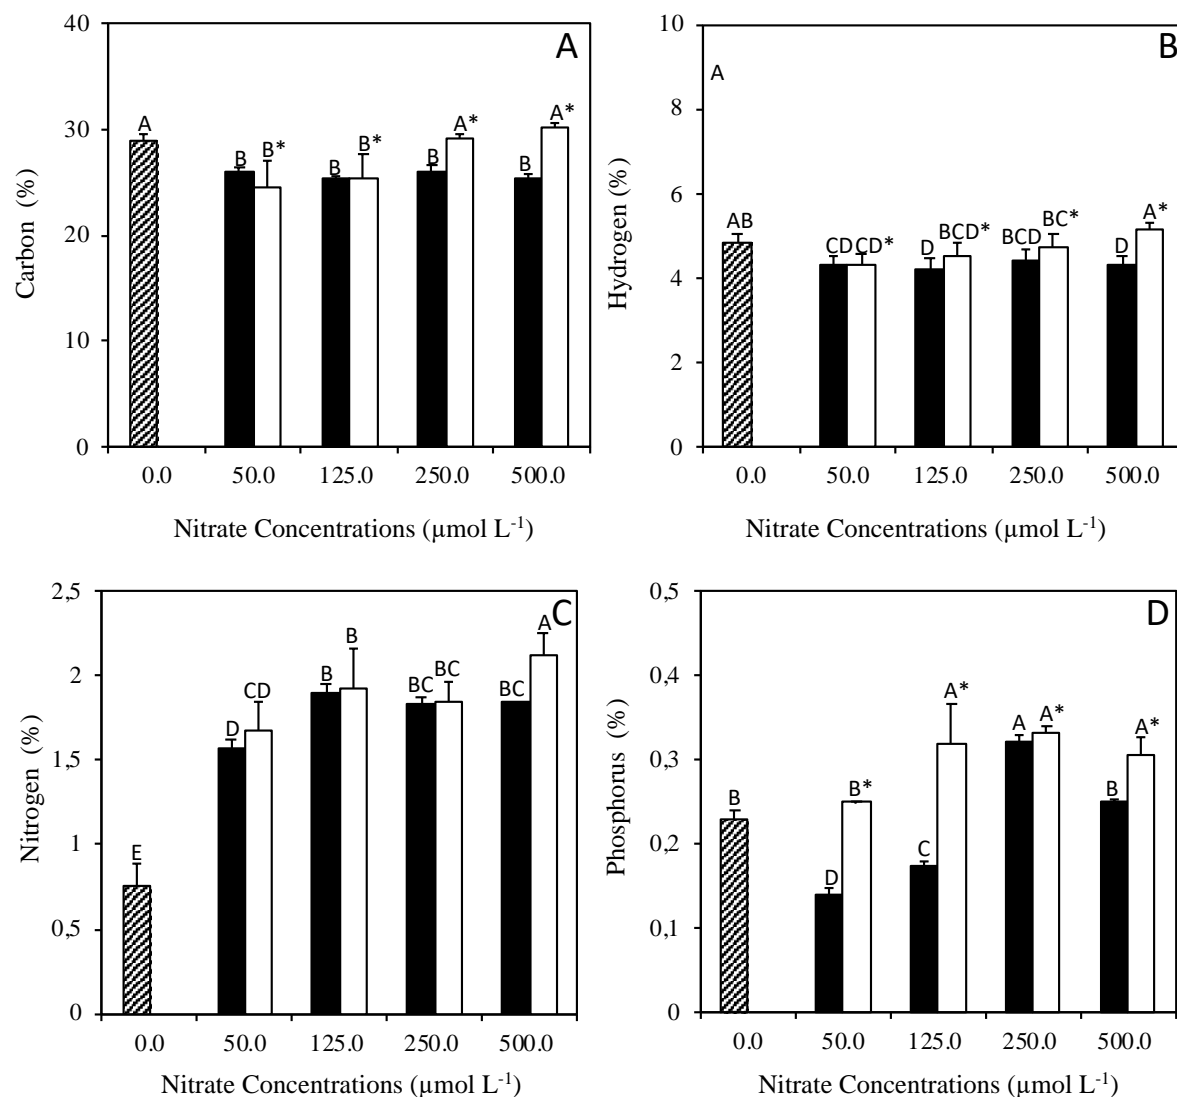 A
40
30
20
10
0
Carbon (%)
A
B
B*
B
B*
B
A*
B
A*
0.0 50.0 125.0 250.0 500.0
Nitrate Concentrations (µmol L-1)
B
10
8
6
4
2
0
Hydrogen (%)
A
AB
CD
CD*
D
BCD*
BCD
BC*
D
A*
0.0 50.0 125.0 250.0 500.0
Nitrate Concentrations (µmol L-1)
C
2,5
2
1,5
1
0,5
0
Nitrogen (%)
E
D
CD
B
B
BC
BC
BC
A
0.0 50.0 125.0 250.0 500.0
Nitrate Concentrations (µmol L-1)
D
0,5
0,4
0,3
0,2
0,1
0
Phosphorus (%)
B
D
B*
C
A*
A
A*
B
A*
0.0 50.0 125.0 250.0 500.0
Nitrate Concentrations (µmol L-1)